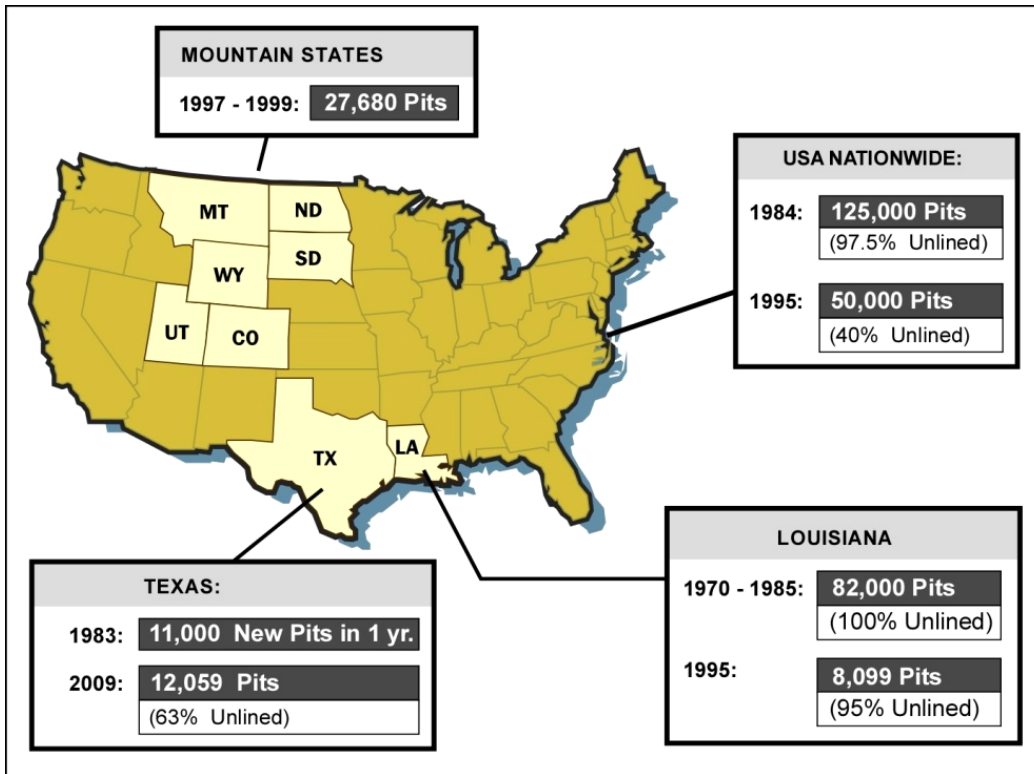 MOUNTAIN STATES
1997 - 1999: 27,680 Pits
USA NATIONWIDE:
1984: 125,000 Pits
(97.5% Unlined)
1995: 50,000 Pits
(40% Unlined)
MT
ND
SD
WY
UT
CO
TX
LA
TEXAS:
1983: 11,000 New Pits in 1 yr.
2009: 12,059 Pits
(63% Unlined)
LOUISIANA
1970 - 1985: 82,000 Pits
(100% Unlined)
1995: 8,099 Pits
(95% Unlined)